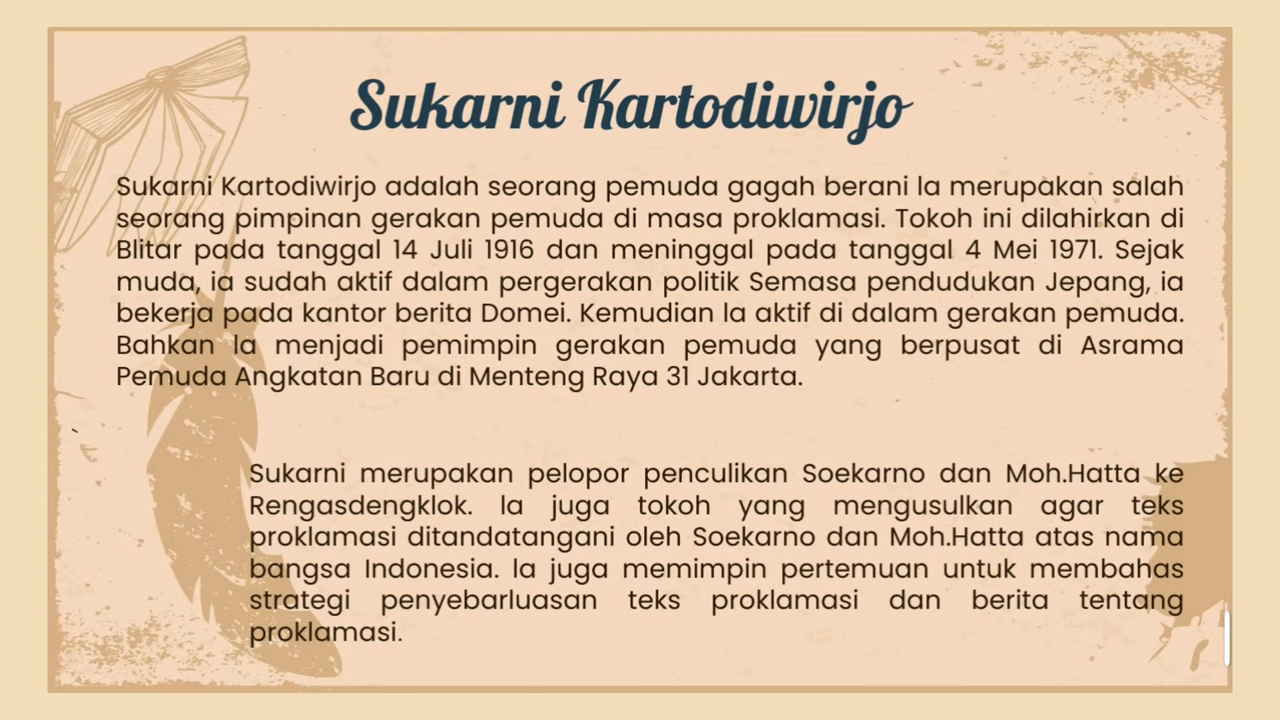 Sukarni Kartodiwirjo
Sukarni Kartodiwirjo adalah seorang pemuda gagah berani la merupakan salah
seorang pimpinan gerakan pemuda di masa proklamasi. Tokoh ini dilahirkan di
Blitar pada tanggal 14 Juli 1916 dan meninggal pada tanggal 4 Mei 1971. Sejak
muda, ia sudah aktif dalam pergerakan politik Semasa pendudukan Jepang, ia
bekerja pada kantor berita Domei. Kemudian la aktif di dalam gerakan pemuda.
Bahkan la menjadi pemimpin gerakan pemuda yang berpusat di Asrama
Pemuda Angkatan Baru di Menteng Raya 31 Jakarta.
Sukarni merupakan pelopor penculikan Soekarno dan Moh.Hatta ke
Rengasdengklok. la juga tokoh yang mengusulkan agar teks
proklamasi ditandatangani oleh Soekarno dan Moh.Hatta atas nama
bangsa Indonesia. la juga memimpin pertemuan untuk membahas
strategi penyebarluasan teks proklamasi dan berita tentang
proklamasi.